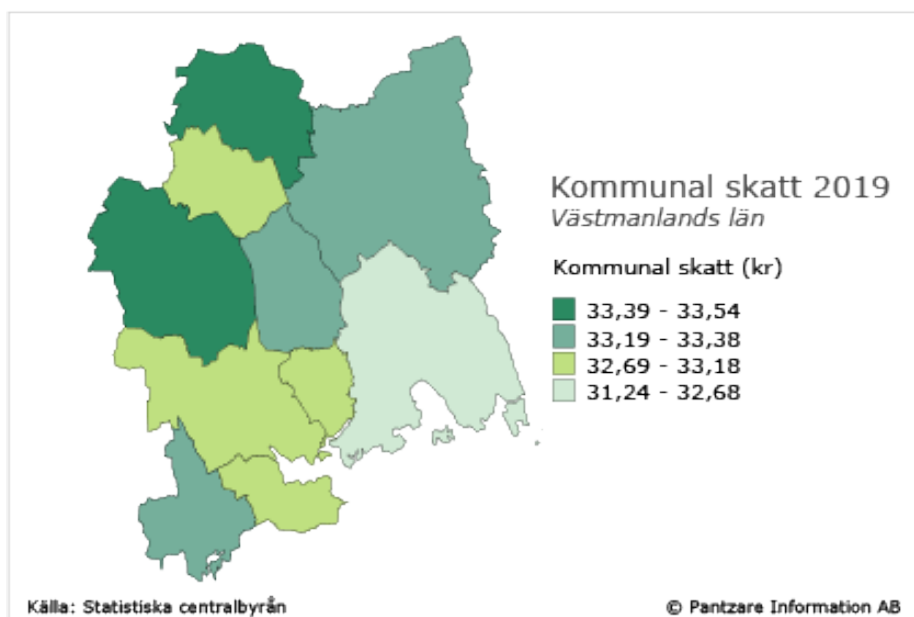 Kommunal skatt 2019
Västmanlands län
Kommunal skatt (kr)
33,39 - 33,54
33,19 - 33,38
32,69 - 33,18
31,24 - 32,68
Källa: Statistiska centralbyrån
© Pantzare Information AB